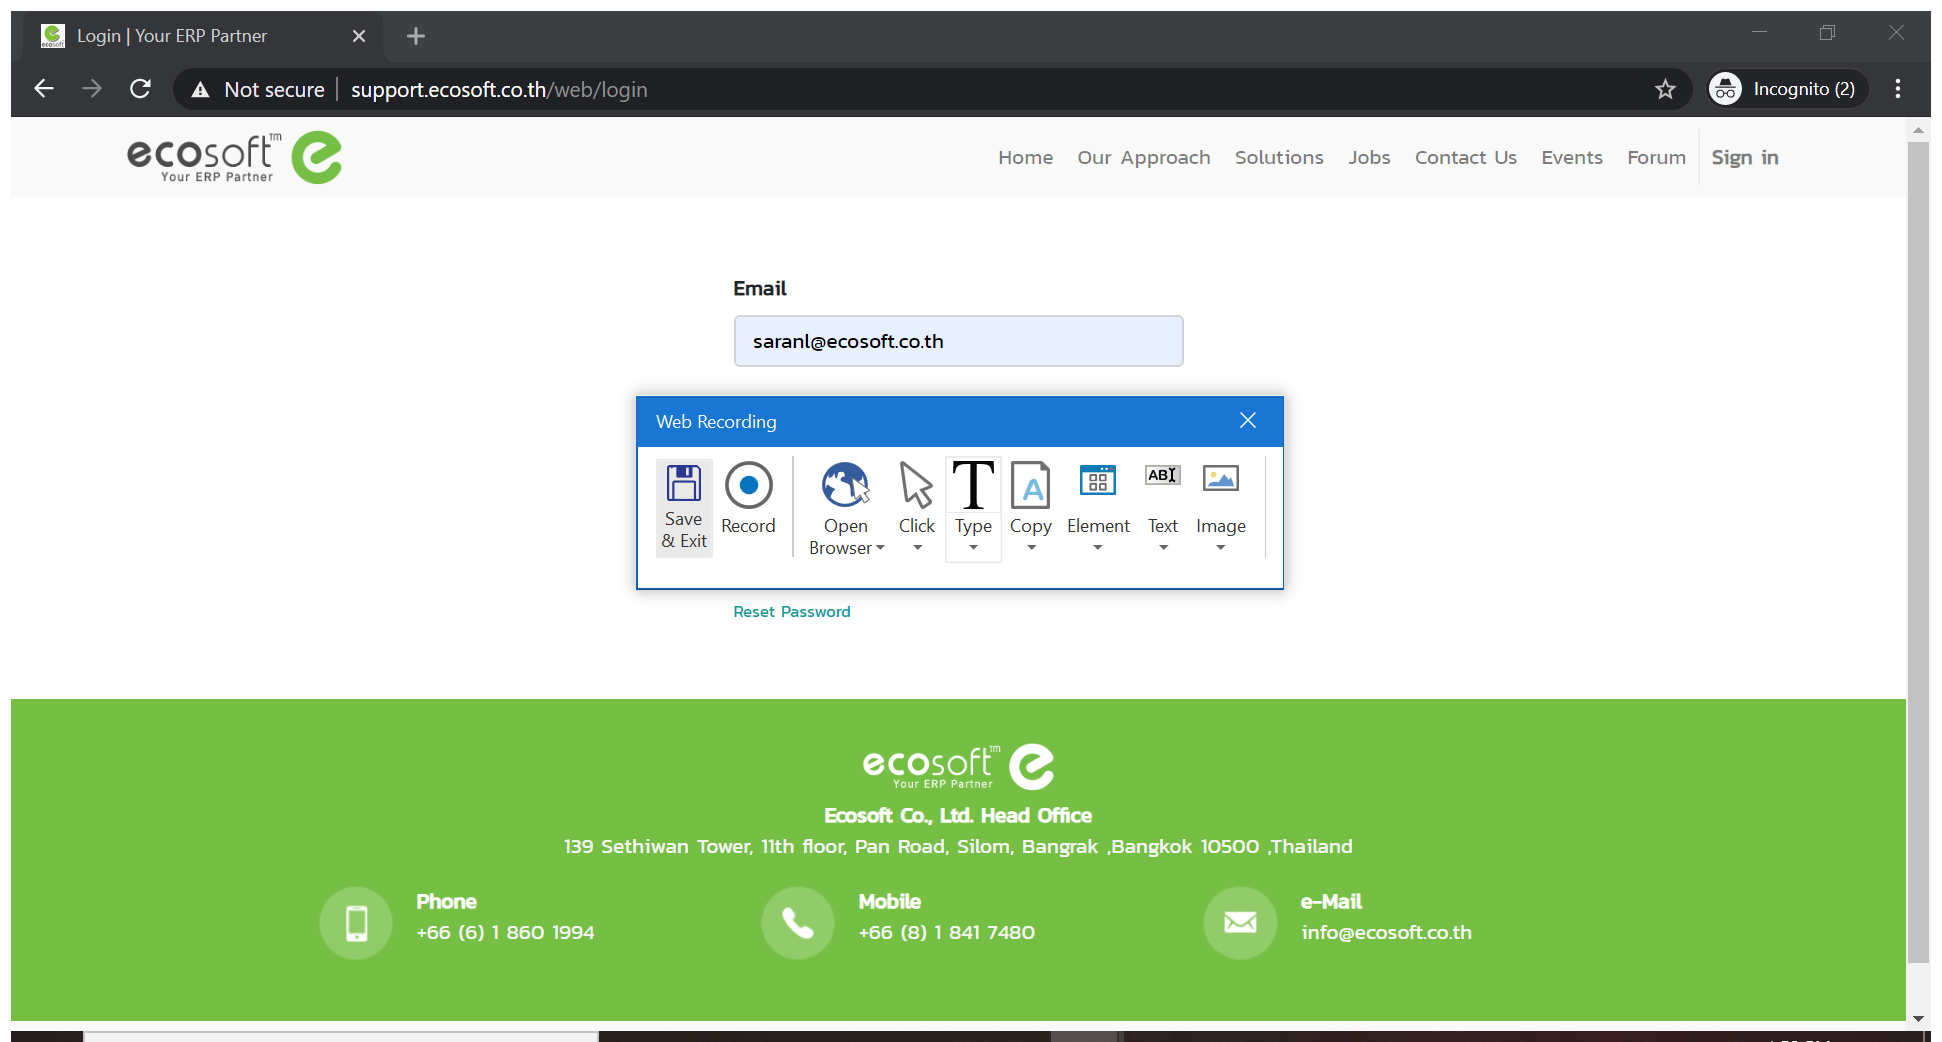 Login | Your ERP Partner
Not secure support.ecosoft.co.th/web/login
Incognito (2)
ecosoft™ e
Your ERP Partner
Home Our Approach Solutions Jobs Contact Us Events Forum Sign in
Email
saranl@ecosoft.co.th
Web Recording
Save & Exit
Record
Open Browser
Click
Type
Copy
Element
Text
Image
Reset Password
ecosoft™ e
Your ERP Partner
Ecosoft Co., Ltd. Head Office
139 Sethiwan Tower, 11th floor, Pan Road, Silom, Bangrak ,Bangkok 10500 ,Thailand
Phone
+66 (6) 1 860 1994
Mobile
+66 (8) 1 841 7480
e-Mail
info@ecosoft.co.th